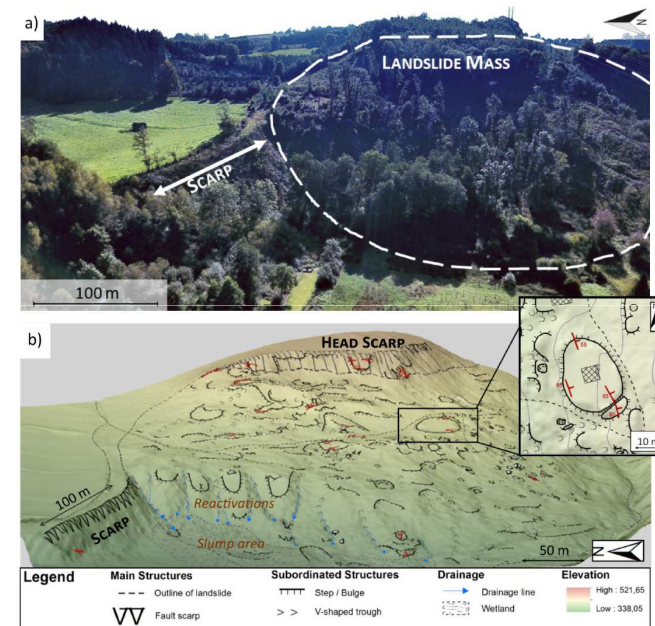 a)
N
LANDSLIDE MASS
SCARP
100 m
b)
HEAD SCARP
65
10 m
100 m
SCARP
Reactivations
Slump area
50 m
N
Legend
Main Structures
Subordinated Structures
Drainage
Elevation
Outline of landslide
Step / Bulge
Drainage line
High : 521,65
Fault scarp
V-shaped trough
Wetland
Low : 338,05